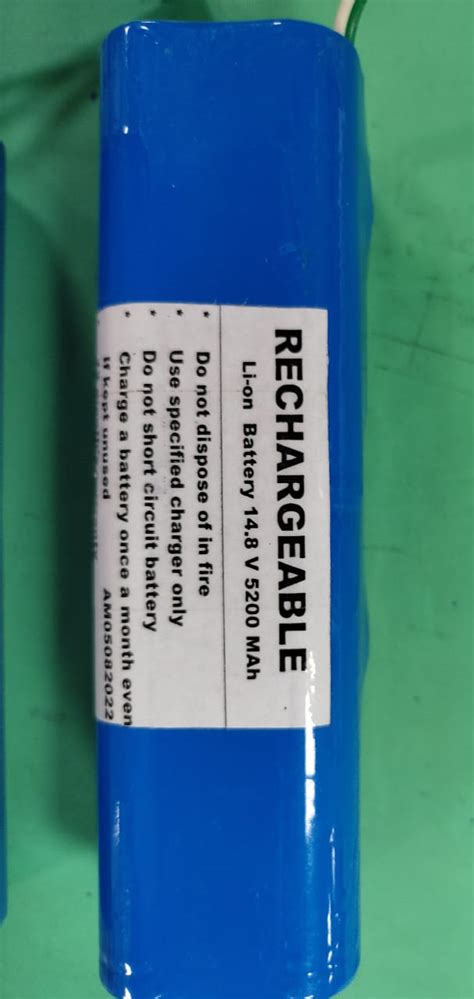 RECHARGEABLE
Li-on Battery 14.8 V 5200 MAh
* Do not dispose of in fire
* Use specified charger only
* Do not short circuit battery
* Charge a battery once a month even
if kept unused
AM05082022